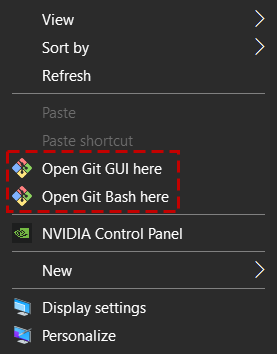 View
Sort by
Refresh
Paste
Paste shortcut
Open Git GUI here
Open Git Bash here
NVIDIA Control Panel
New
Display settings
Personalize